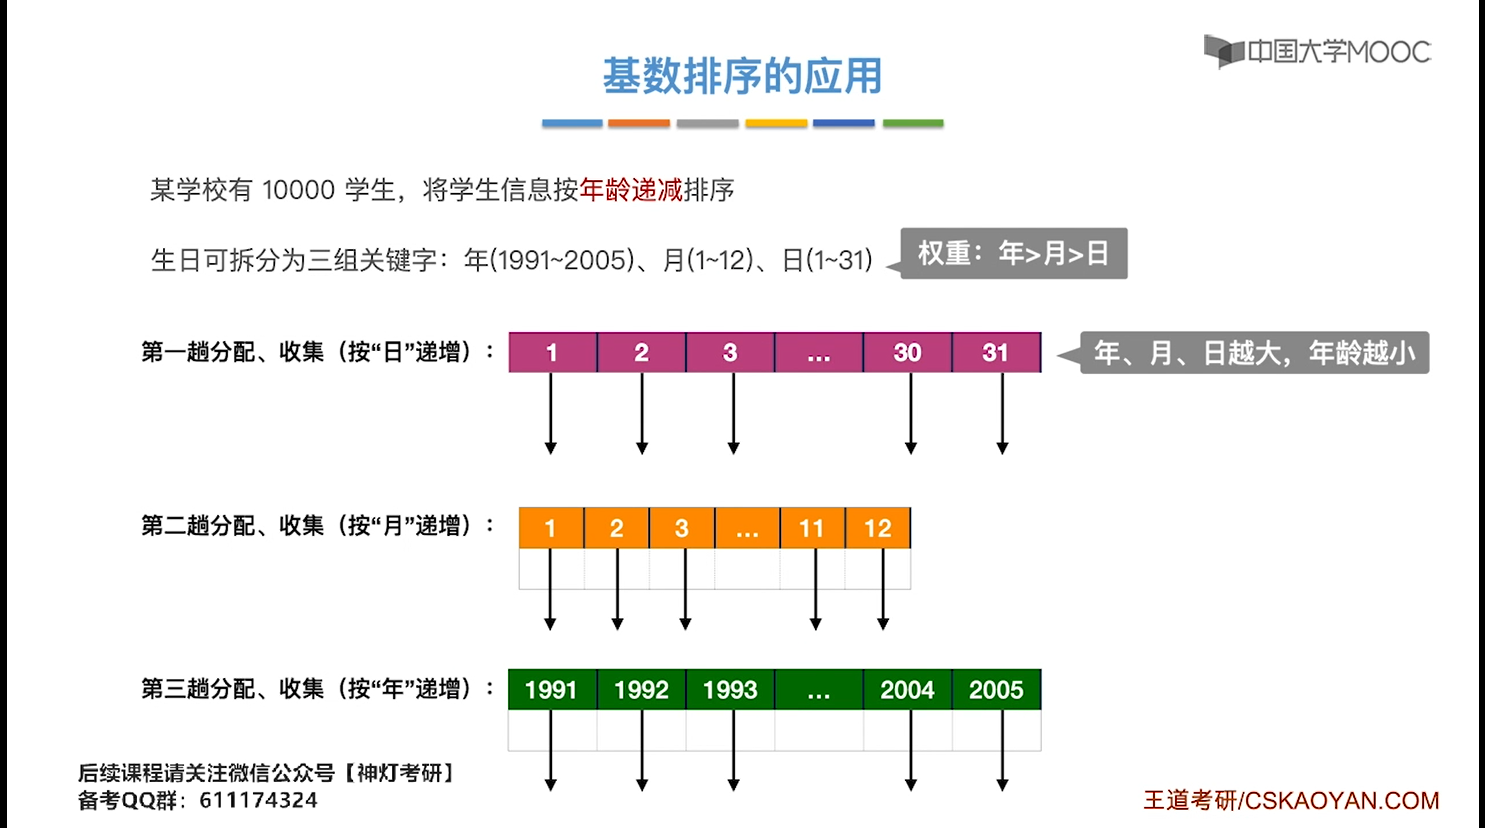 中国大学MOOC
基数排序的应用
某学校有 10000 学生，将学生信息按年龄递减排序
生日可拆分为三组关键字：年(1991~2005)、月(1~12)、日(1~31)
权重：年>月>日
第一趟分配、收集（按“日”递增）：
1 2 3 ... 30 31
年、月、日越大，年龄越小
第二趟分配、收集（按“月”递增）：
1 2 3 ... 11 12
第三趟分配、收集（按“年”递增）：
1991 1992 1993 ... 2004 2005
后续课程请关注微信公众号【神灯考研】
备考QQ群：611174324
王道考研/CSKAOYAN.COM